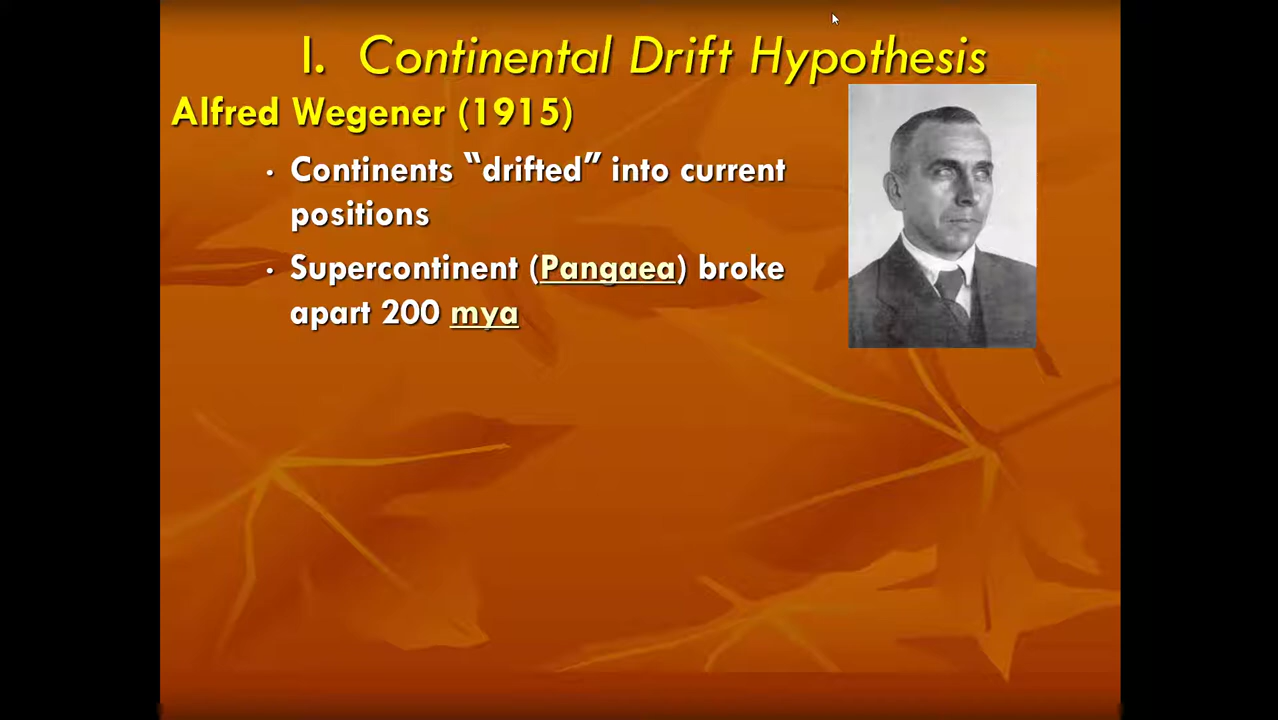 I. Continental Drift Hypothesis
Alfred Wegener (1915)
• Continents “drifted” into current
positions
• Supercontinent (Pangaea) broke
apart 200 mya